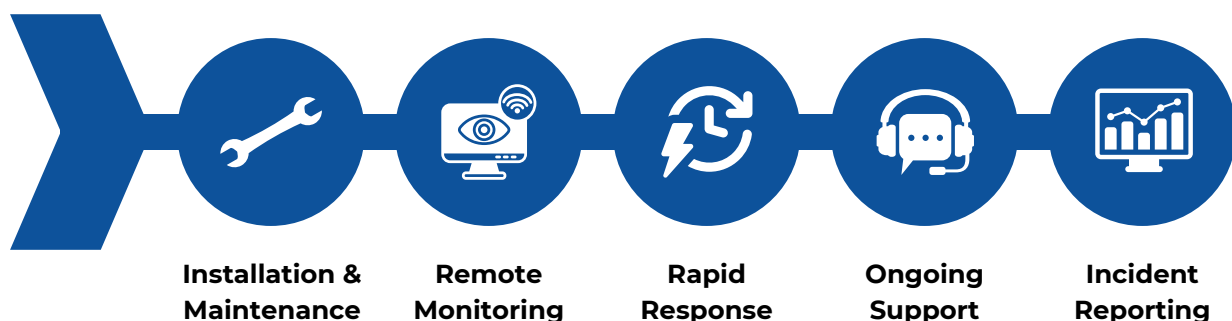 Installation &
Maintenance
Remote
Monitoring
Rapid
Response
Ongoing
Support
Incident
Reporting